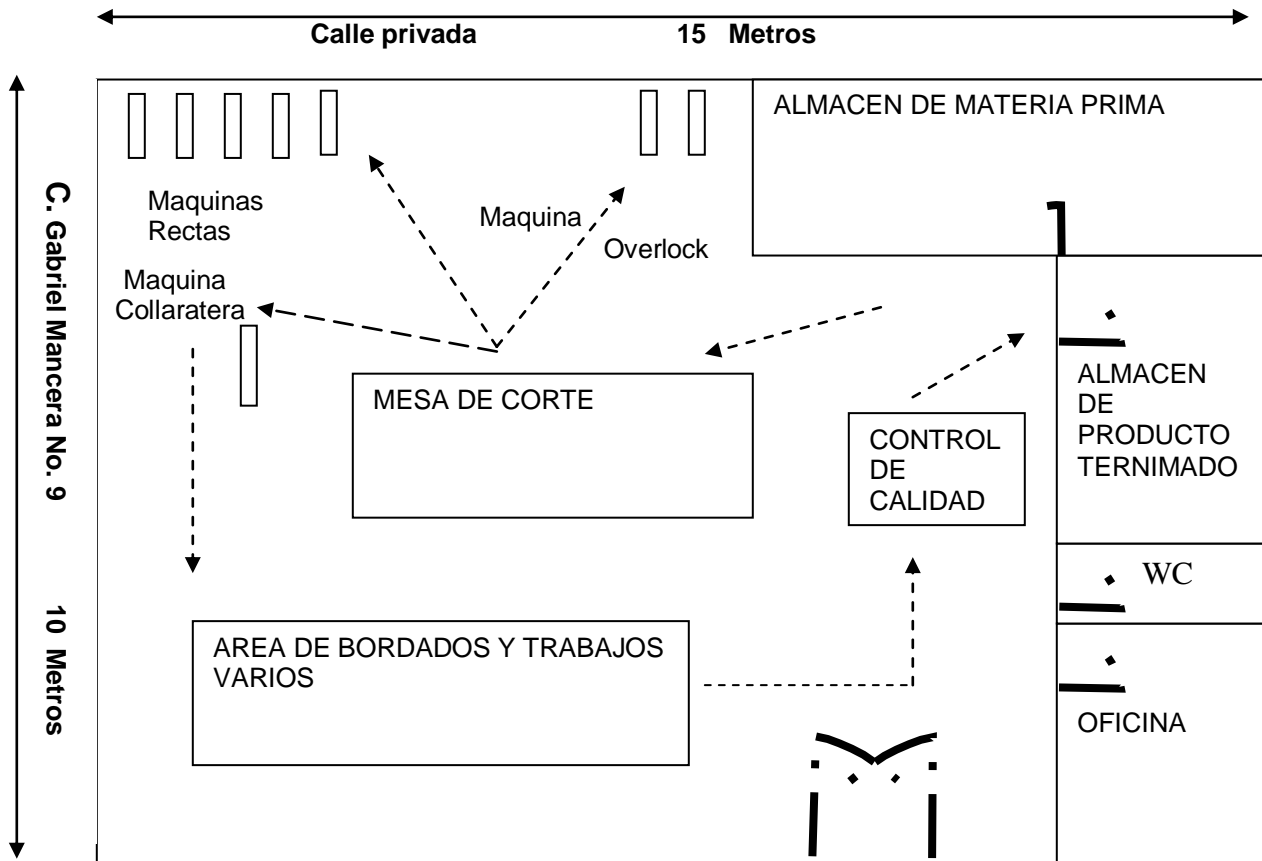 Calle privada 15 Metros
C. Gabriel Mancera No. 9 10 Metros
ALMACEN DE MATERIA PRIMA
Maquinas
Rectas
Maquina
Overlock
Maquina
Collaratera
MESA DE CORTE
CONTROL
DE
CALIDAD
ALMACEN
DE
PRODUCTO
TERNIMADO
WC
AREA DE BORDADOS Y TRABAJOS
VARIOS
OFICINA